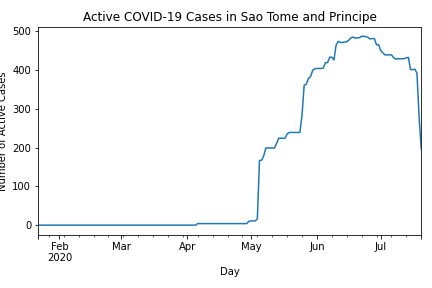 Active COVID-19 Cases in Sao Tome and Principe
Number of Active Cases
500
400
300
200
100
0
Feb Mar Apr May Jun Jul
2020
Day